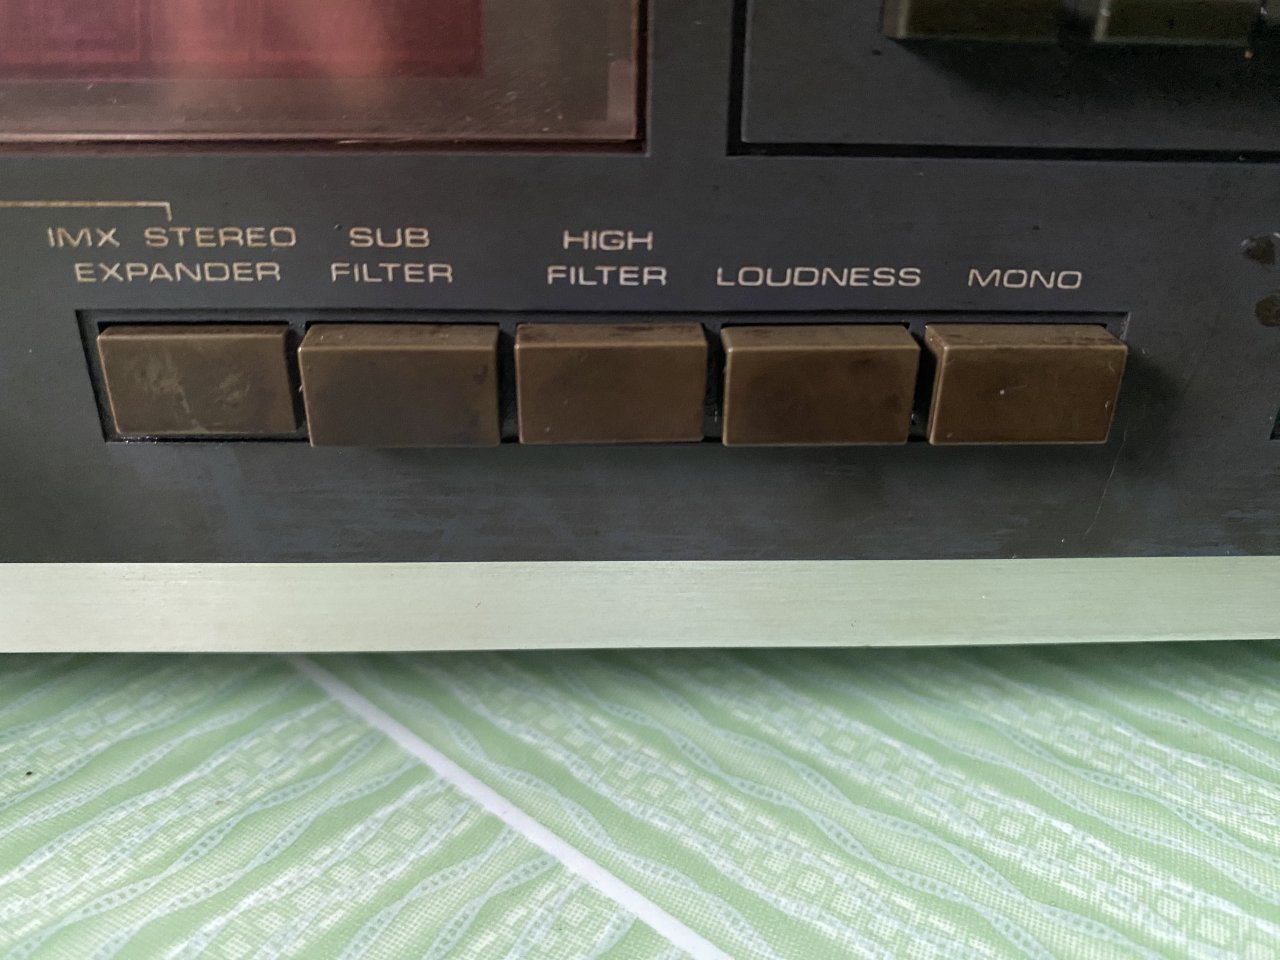 IMX STEREO
EXPANDER
SUB
FILTER
HIGH
FILTER
LOUDNESS
MONO